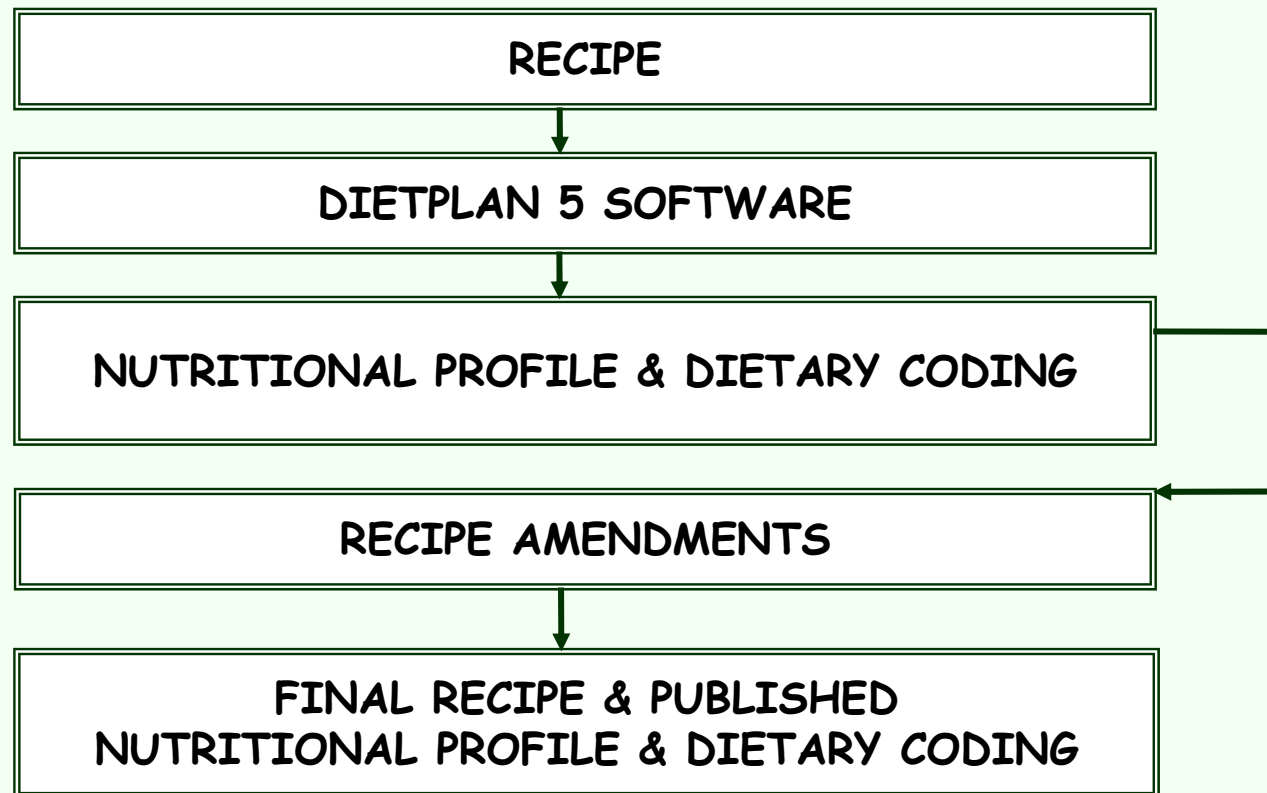 RECIPE
DIETPLAN 5 SOFTWARE
NUTRITIONAL PROFILE & DIETARY CODING
RECIPE AMENDMENTS
FINAL RECIPE & PUBLISHED
NUTRITIONAL PROFILE & DIETARY CODING